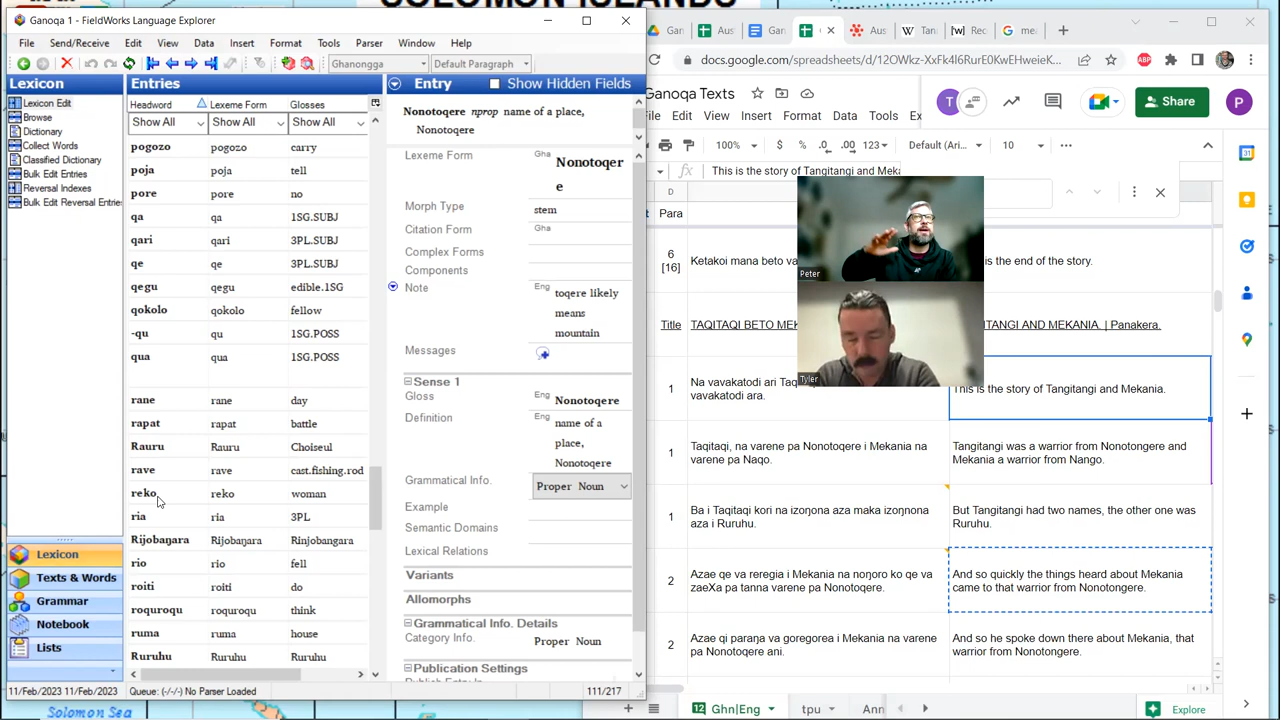 SOLOMON ISLANDS
Ganoqa 1 - FieldWorks Language Explorer
File Send/Receive Edit View Data Insert Format Tools Parser Window Help
Ghanongga Default Paragraph
Lexicon
Lexicon Edit
Browse
Dictionary
Collect Words
Classified Dictionary
Bulk Edit Entries
Reversal Indexes
Bulk Edit Reversal Entries
Lexicon
Texts & Words
Grammar
Notebook
Lists
Entries
Headword Lexeme Form Glosses
Show All Show All Show All
pogozo pogozo carry
poja poja tell
pore pore no
qa qa 1SG.SUBJ
qari qari 3PL.SUBJ
qe qe 3PL.SUBJ
qegu qegu edible.1SG
qokolo qokolo fellow
-qu qu 1SG.POSS
qua qua 1SG.POSS
rane rane day
rapat rapat battle
Rauru Rauru Choiseul
rave rave cast.fishing.rod
reko reko woman
ria ria 3PL
Rijobaŋara Rijobaŋara Rinjobangara
rio rio fell
roiti roiti do
roquroqu roquroqu think
ruma ruma house
Ruruhu Ruruhu Ruruhu
Entry Show Hidden Fields
Nonotoqere nprop name of a place,
Nonotoqere
Lexeme Form Gha Nonotoqer
e
Morph Type stem
Citation Form Gha
Complex Forms
Components
Note Eng toqere likely
means
mountain
Messages
Sense 1
Gloss Eng Nonotoqere
Definition Eng name of a
place,
Nonotoqere
Grammatical Info. Proper Noun
Example
Semantic Domains
Lexical Relations
Variants
Allomorphs
Grammatical Info. Details
Category Info. Proper Noun
Publication Settings
11/Feb/2023 11/Feb/2023 Queue: (-/-/-) No Parser Loaded 111/217
Gan Aus Gan Aus Tan Rec me
docs.google.com/spreadsheets/d/12OWkz-XxFk4I6RurE0WEHweiK...
Ganoqa Texts
Share
P
File Edit View Insert Format Data Tools
100% $ % .0 .00 123 Default (Ari... 10
This is the story of Tangitangi and Meka
D
Para
6
[16]
Ketakoi mana beto va
is the end of the story.
Title TAQITAQI BETO MEK
ITANGI AND MEKANIA. | Panakera.
1 Na vavakatodi ari Taq
vavakatodi ara.
This is the story of Tangitangi and Mekania.
1 Taqitaqi, na varene pa Nonotoqere i Mekania na
varene pa Naqo.
Tangitangi was a warrior from Nonotongere and
Mekania a warrior from Nango.
1 Ba i Taqitaqi kori na izoŋona aza maka izoŋnona
aza i Ruruhu.
But Tangitangi had two names, the other one was
Ruruhu.
2 Azae qe va reregia i Mekania na noŋoro ko qe va
zaeXa pa tanna varene pa Nonotoqere.
And so quickly the things heard about Mekania
came to that warrior from Nonotongere.
2 Azae qi paraŋa va goregorea i Mekania na varene
pa Nonotoqere ani.
And so he spoke down there about Mekania, that
warrior from Nonotongere.
12 Ghn|Eng tpu Ann
Explore
Peter
Tyler
Solomon Sea